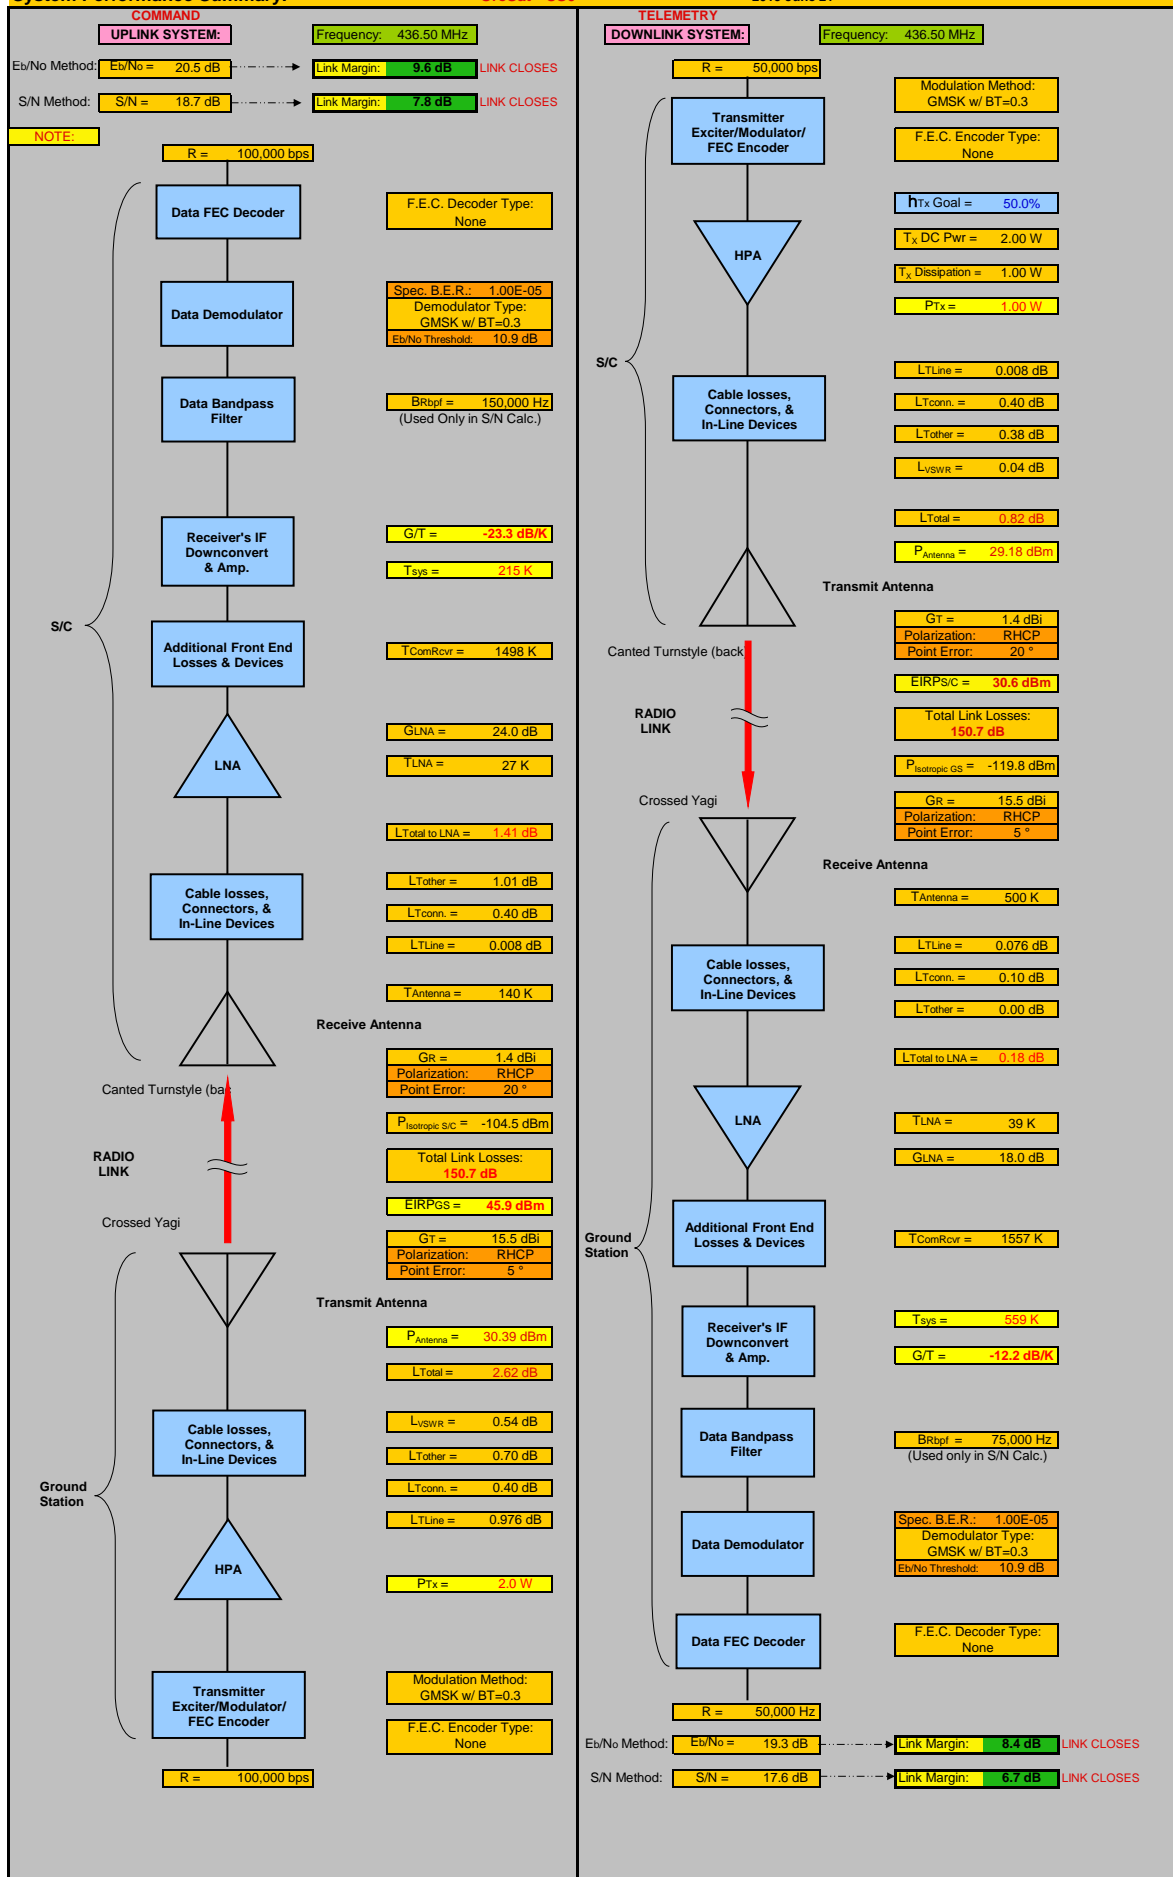 System Performance Summary:
COMMAND
UPLINK SYSTEM:
Frequency: 436.50 MHz
Eb/No Method: Eb/No = 20.5 dB Link Margin: 9.6 dB LINK CLOSES
S/N Method: S/N = 18.7 dB Link Margin: 7.8 dB LINK CLOSES
NOTE:
R = 100,000 bps
Data FEC Decoder
F.E.C. Decoder Type:
None
Data Demodulator
Spec. B.E.R.: 1.00E-05
Demodulator Type:
GMSK w/ BT=0.3
Eb/No Threshold: 10.9 dB
Data Bandpass
Filter
BRbpf = 150,000 Hz
(Used Only in S/N Calc.)
Receiver's IF
Downconvert
& Amp.
G/T = -23.3 dB/K
Tsys = 215 K
S/C
Additional Front End
Losses & Devices
TComRcvr = 1498 K
LNA
GLNA = 24.0 dB
TLNA = 27 K
LTotal to LNA = 1.41 dB
Cable losses,
Connectors, &
In-Line Devices
LTother = 1.01 dB
LTconn. = 0.40 dB
LTLine = 0.008 dB
TAntenna = 140 K
Receive Antenna
GR = 1.4 dBi
Polarization: RHCP
Point Error: 20 °
Canted Turnstyle (bac
PIsotropic S/C = -104.5 dBm
RADIO
LINK
Total Link Losses:
150.7 dB
EIRPGS = 45.9 dBm
Crossed Yagi
GT = 15.5 dBi
Polarization: RHCP
Point Error: 5 °
Transmit Antenna
PAntenna = 30.39 dBm
LTotal = 2.62 dB
Cable losses,
Connectors, &
In-Line Devices
LVSWR = 0.54 dB
LTother = 0.70 dB
LTconn. = 0.40 dB
LTLine = 0.976 dB
Ground
Station
HPA
PTx = 2.0 W
Transmitter
Exciter/Modulator/
FEC Encoder
Modulation Method:
GMSK w/ BT=0.3
F.E.C. Encoder Type:
None
R = 100,000 bps
TELEMETRY
DOWNLINK SYSTEM:
Frequency: 436.50 MHz
R = 50,000 bps
Transmitter
Exciter/Modulator/
FEC Encoder
Modulation Method:
GMSK w/ BT=0.3
F.E.C. Encoder Type:
None
HPA
hTx Goal = 50.0%
TX DC Pwr = 2.00 W
TX Dissipation = 1.00 W
PTx = 1.00 W
S/C
Cable losses,
Connectors, &
In-Line Devices
LTLine = 0.008 dB
LTconn. = 0.40 dB
LTother = 0.38 dB
LVSWR = 0.04 dB
LTotal = 0.82 dB
PAntenna = 29.18 dBm
Transmit Antenna
GT = 1.4 dBi
Polarization: RHCP
Point Error: 20 °
Canted Turnstyle (back
EIRPS/C = 30.6 dBm
RADIO
LINK
Total Link Losses:
150.7 dB
PIsotropic GS = -119.8 dBm
Crossed Yagi
GR = 15.5 dBi
Polarization: RHCP
Point Error: 5 °
Receive Antenna
TAntenna = 500 K
Cable losses,
Connectors, &
In-Line Devices
LTLine = 0.076 dB
LTconn. = 0.10 dB
LTother = 0.00 dB
LTotal to LNA = 0.18 dB
LNA
TLNA = 39 K
GLNA = 18.0 dB
Ground
Station
Additional Front End
Losses & Devices
TComRcvr = 1557 K
Receiver's IF
Downconvert
& Amp.
Tsys = 559 K
G/T = -12.2 dB/K
Data Bandpass
Filter
BRbpf = 75,000 Hz
(Used only in S/N Calc.)
Data Demodulator
Spec. B.E.R.: 1.00E-05
Demodulator Type:
GMSK w/ BT=0.3
Eb/No Threshold: 10.9 dB
Data FEC Decoder
F.E.C. Decoder Type:
None
R = 50,000 Hz
Eb/No Method: Eb/No = 19.3 dB Link Margin: 8.4 dB LINK CLOSES
S/N Method: S/N = 17.6 dB Link Margin: 6.7 dB LINK CLOSES